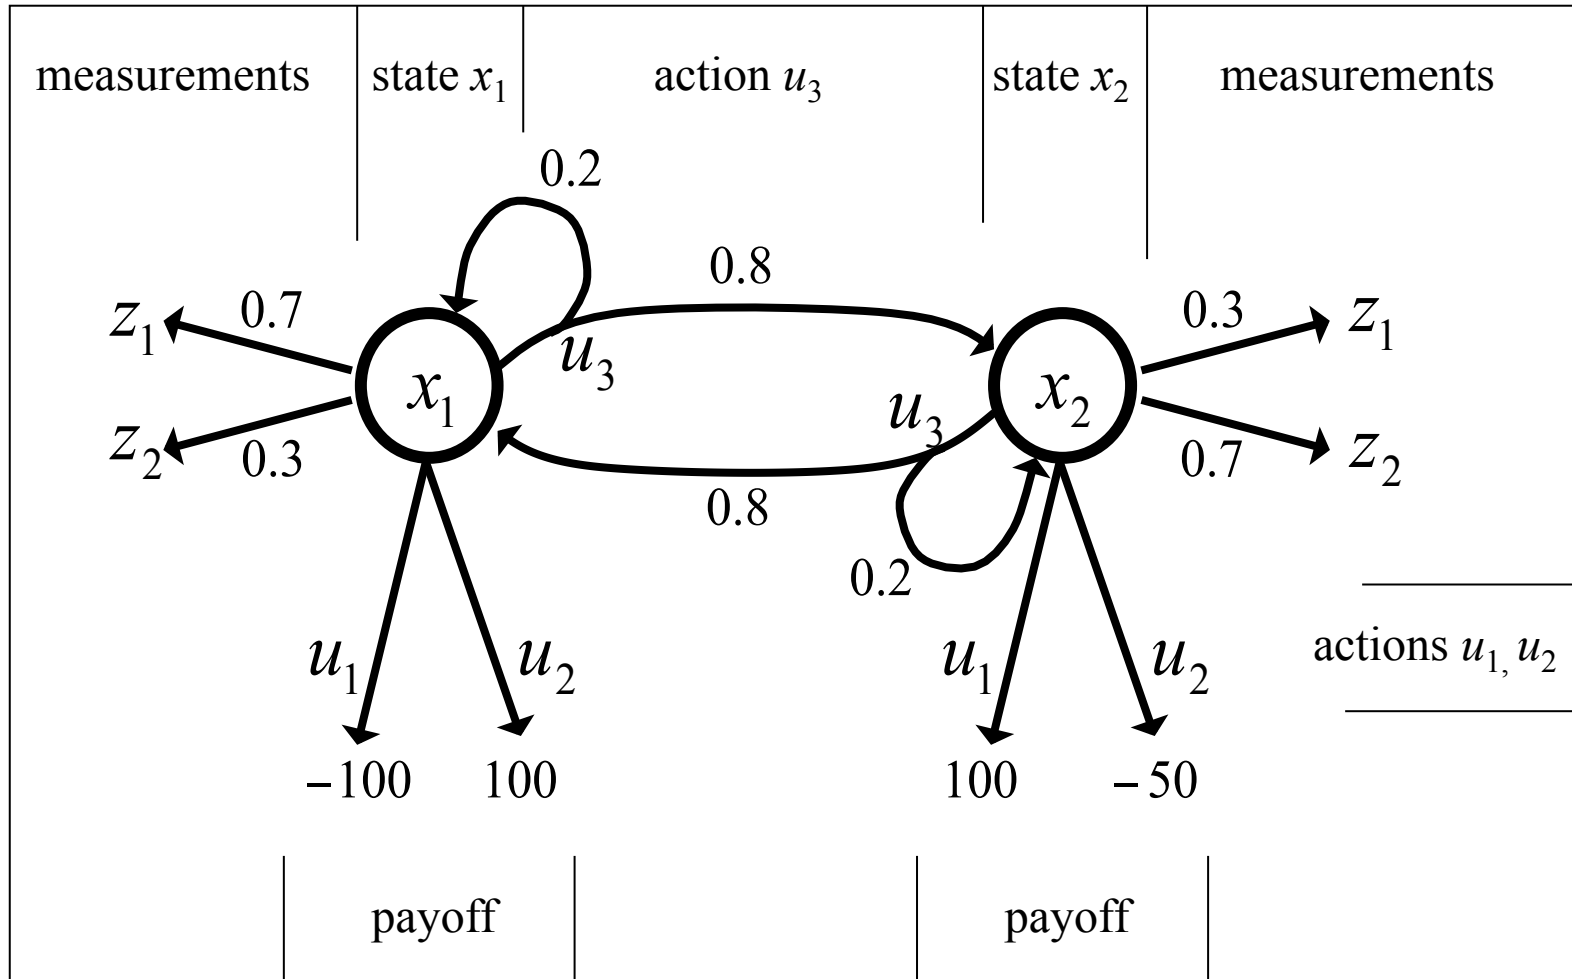 measurements state x₁ action u₃ state x₂ measurements
0.2
0.8
z₁ 0.7 0.3 z₁
u₃
x₁ u₃ x₂
z₂ 0.3 0.7 z₂
0.8
0.2
u₁ u₂ u₁ u₂ actions u₁, u₂
−100 100 100 −50
payoff payoff